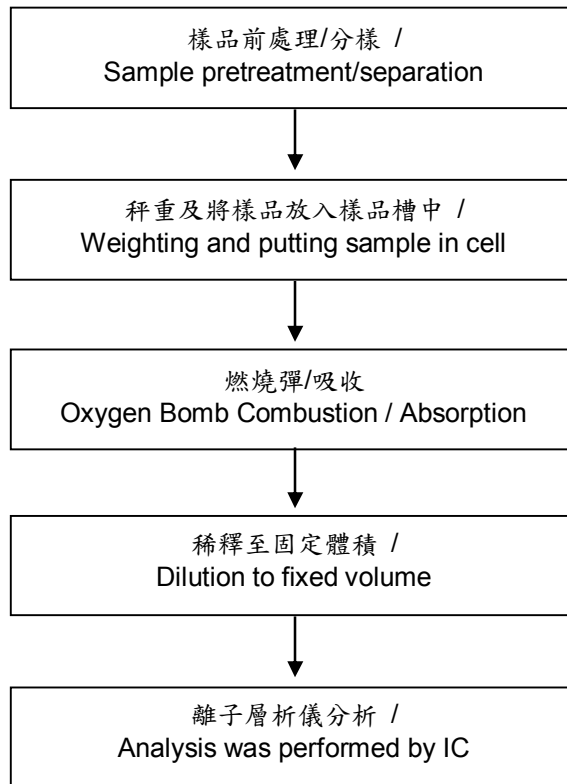 樣品前處理/分樣 /
Sample pretreatment/separation
秤重及將樣品放入樣品槽中 /
Weighting and putting sample in cell
燃燒彈/吸收
Oxygen Bomb Combustion / Absorption
稀釋至固定體積 /
Dilution to fixed volume
離子層析儀分析 /
Analysis was performed by IC